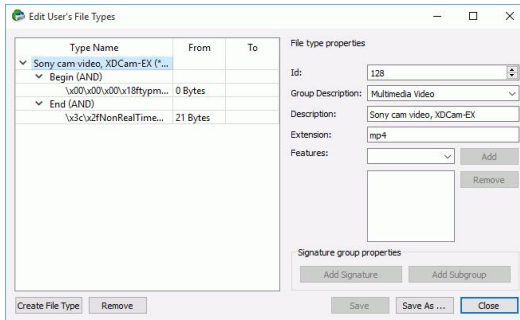 Edit User's File Types
Type Name From To
Sony cam video, XDCam-EX (*...
Begin (AND)
\x00\x00\x00\x18ftypm... 0 Bytes
End (AND)
\x3c\x2fNonRealTime... 21 Bytes
File type properties
Id: 128
Group Description: Multimedia Video
Description: Sony cam video, XDCam-EX
Extension: mp4
Features: Add
Remove
Signature group properties
Add Signature Add Subgroup
Create File Type Remove Save Save As ... Close